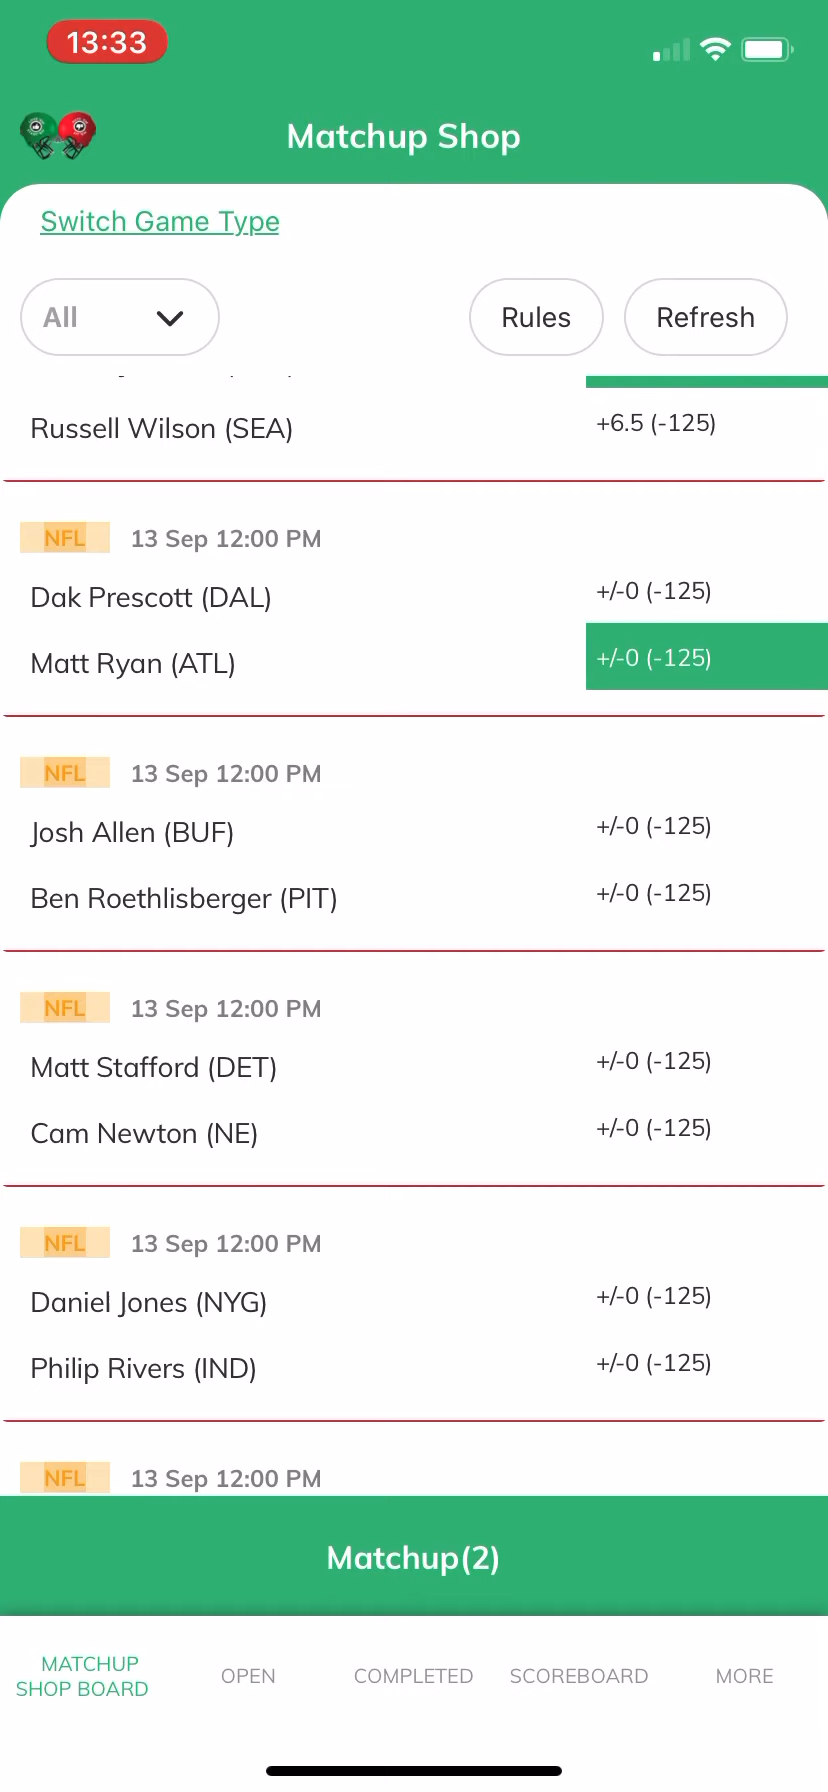 13:33
Matchup Shop
Switch Game Type
All
Rules
Refresh
Russell Wilson (SEA)
+6.5 (-125)
NFL 13 Sep 12:00 PM
Dak Prescott (DAL)
+/-0 (-125)
Matt Ryan (ATL)
+/-0 (-125)
NFL 13 Sep 12:00 PM
Josh Allen (BUF)
+/-0 (-125)
Ben Roethlisberger (PIT)
+/-0 (-125)
NFL 13 Sep 12:00 PM
Matt Stafford (DET)
+/-0 (-125)
Cam Newton (NE)
+/-0 (-125)
NFL 13 Sep 12:00 PM
Daniel Jones (NYG)
+/-0 (-125)
Philip Rivers (IND)
+/-0 (-125)
NFL 13 Sep 12:00 PM
Matchup(2)
MATCHUP
SHOP BOARD
OPEN
COMPLETED
SCOREBOARD
MORE